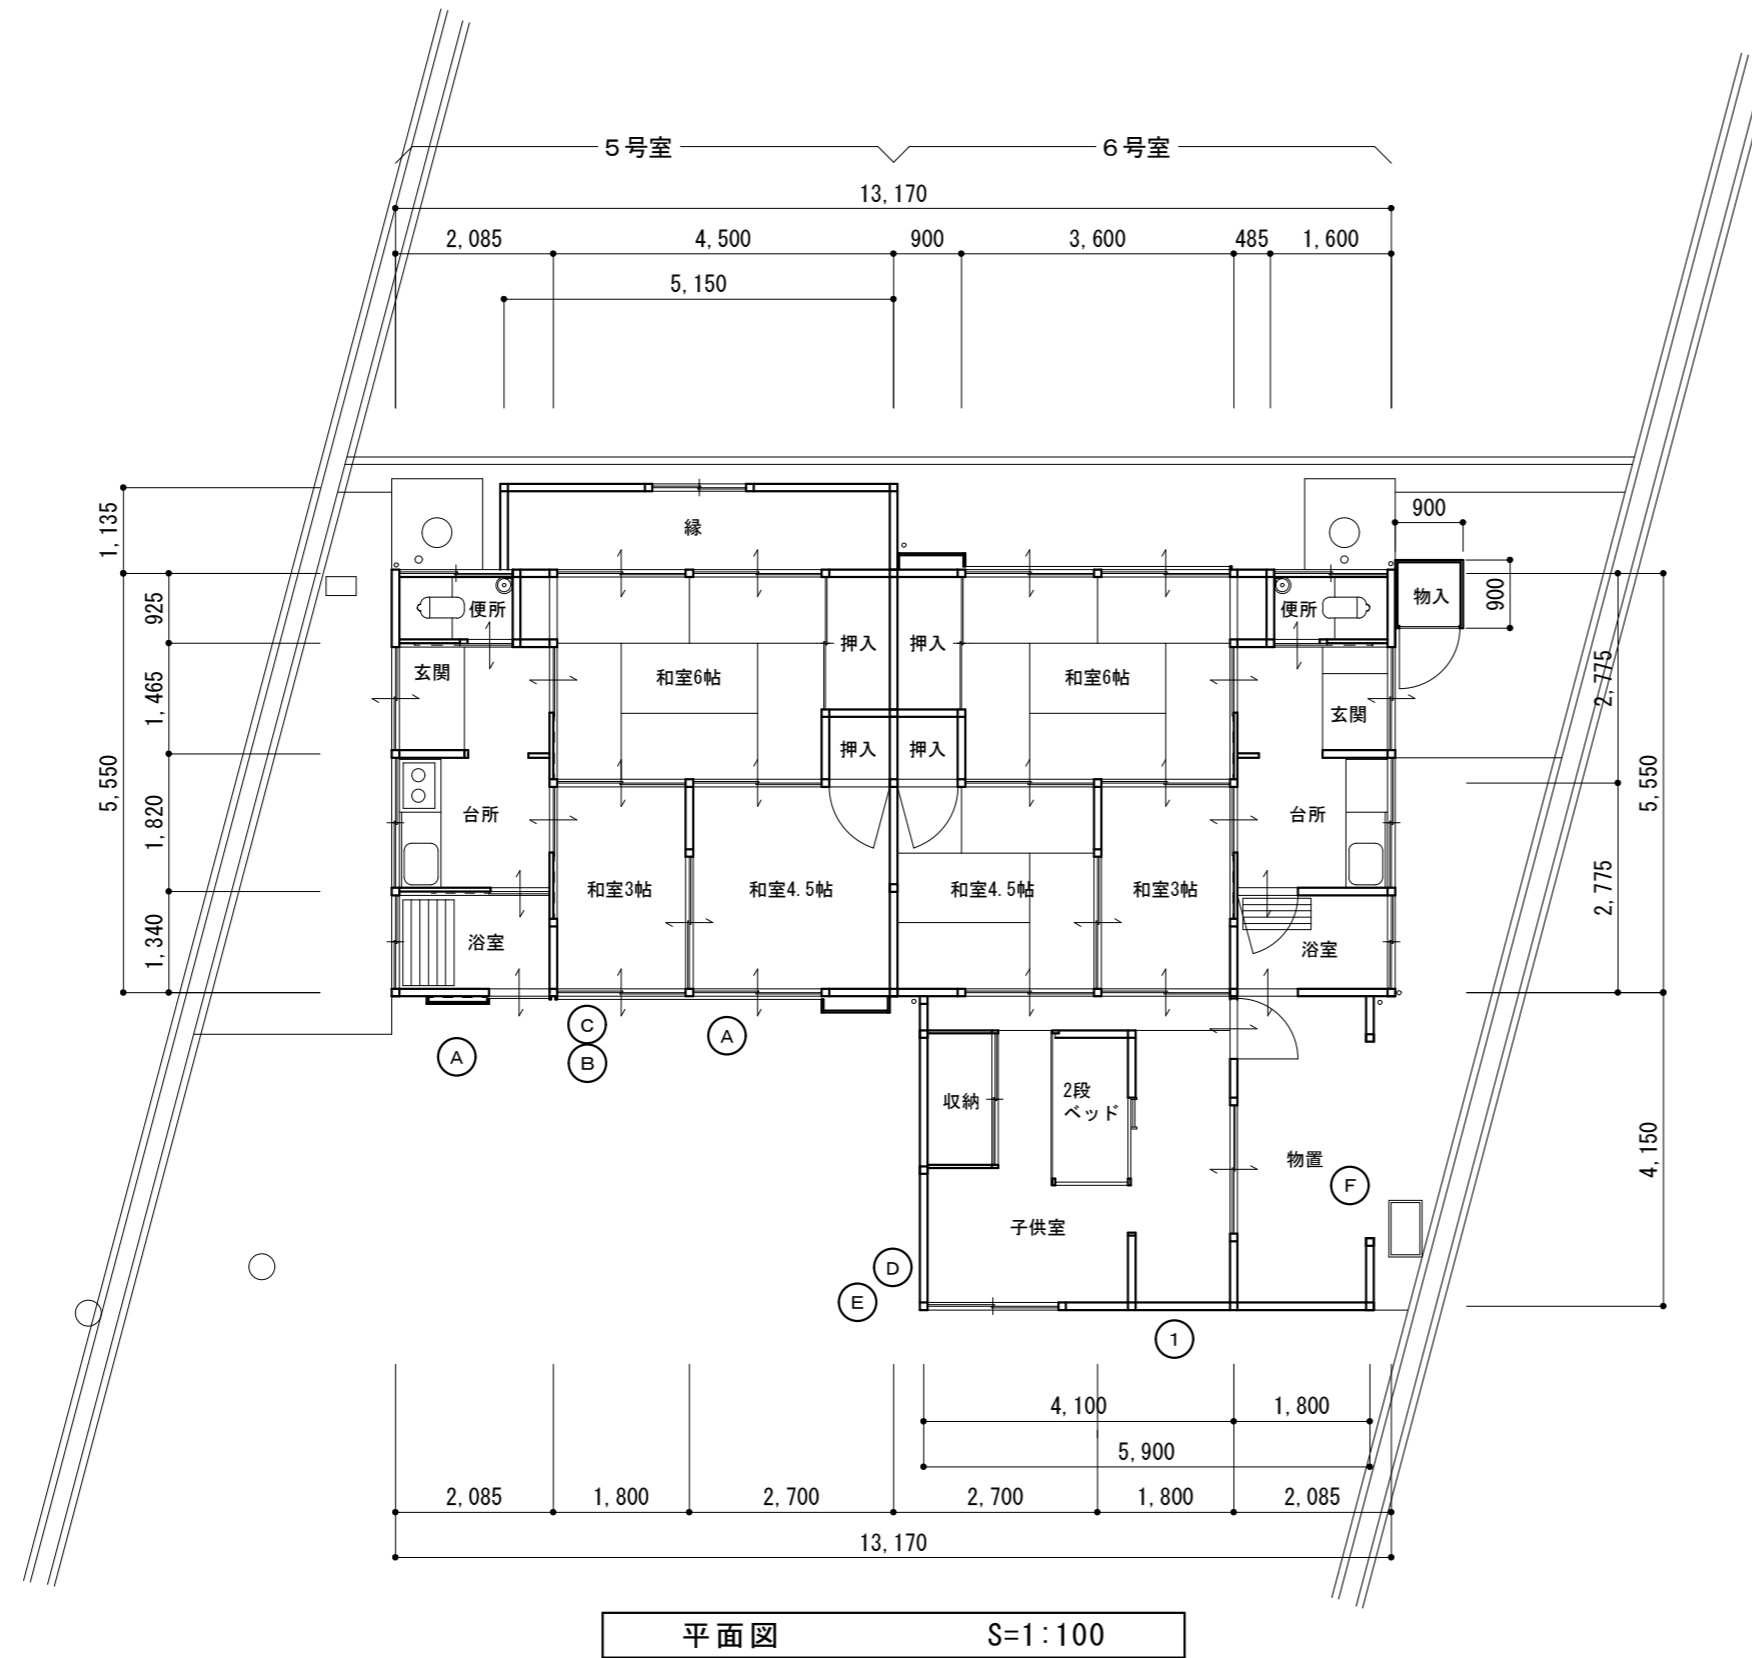 5号室 6号室
13,170
2,085 4,500 900 3,600 485 1,600
5,150
1,135
900
縁
925
便所 便所 物入 900
押入 押入
玄関 和室6帖 和室6帖
1,465 玄関 2,775
押入 押入
5,550 5,550
1,820 台所 台所
和室3帖 和室4.5帖 和室4.5帖 和室3帖 2,775
1,340 浴室 浴室
C A
A B
2段
収納 ベッド
4,150
物置
F
子供室
D
E
1
4,100 1,800
5,900
2,085 1,800 2,700 2,700 1,800 2,085
13,170
平面図 S=1:100